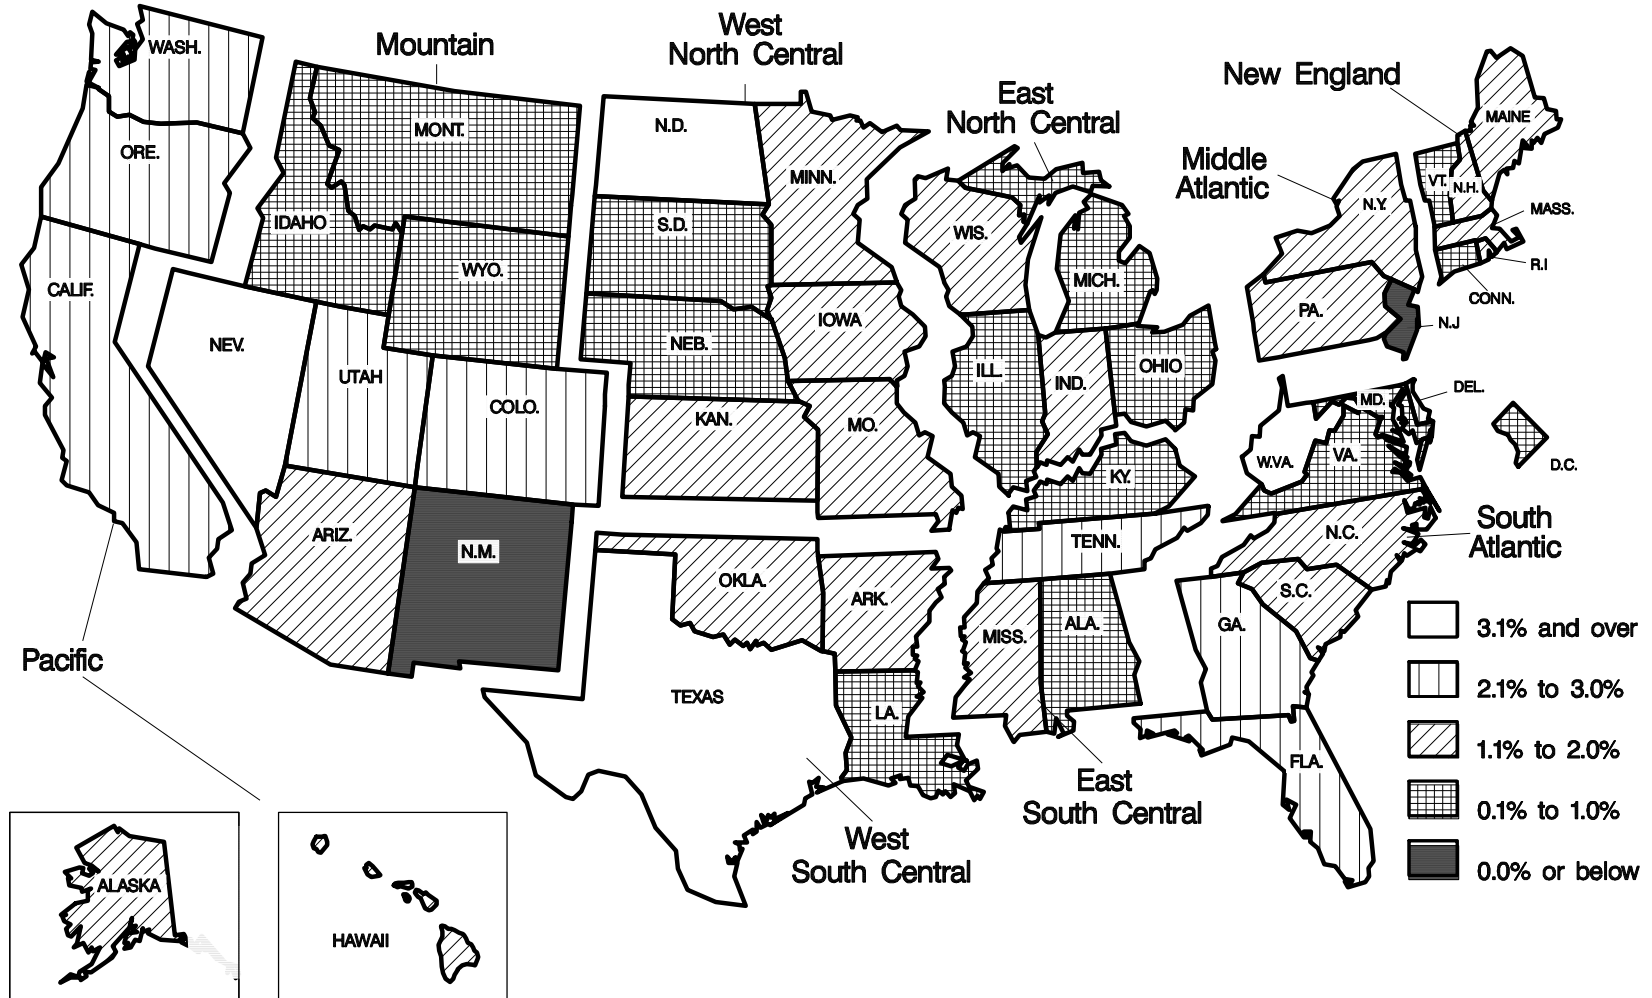 WASH.
ORE.
CALIF.
Mountain
IDAHO
MONT.
WYO.
NEV.
UTAH
COLO.
ARIZ.
N.M.
Pacific
ALASKA
HAWAII
West
North Central
N.D.
S.D.
NEB.
KAN.
MINN.
IOWA
MO.
OKLA.
ARK.
TEXAS
LA.
West
South Central
East
North Central
WIS.
MICH.
ILL.
IND.
OHIO
KY.
TENN.
MISS.
ALA.
East
South Central
New England
MAINE
VT.
N.H.
MASS.
R.I
CONN.
Middle
Atlantic
N.Y.
PA.
N.J
DEL.
MD.
D.C.
W.VA.
VA.
N.C.
S.C.
GA.
FLA.
South
Atlantic
3.1% and over
2.1% to 3.0%
1.1% to 2.0%
0.1% to 1.0%
0.0% or below